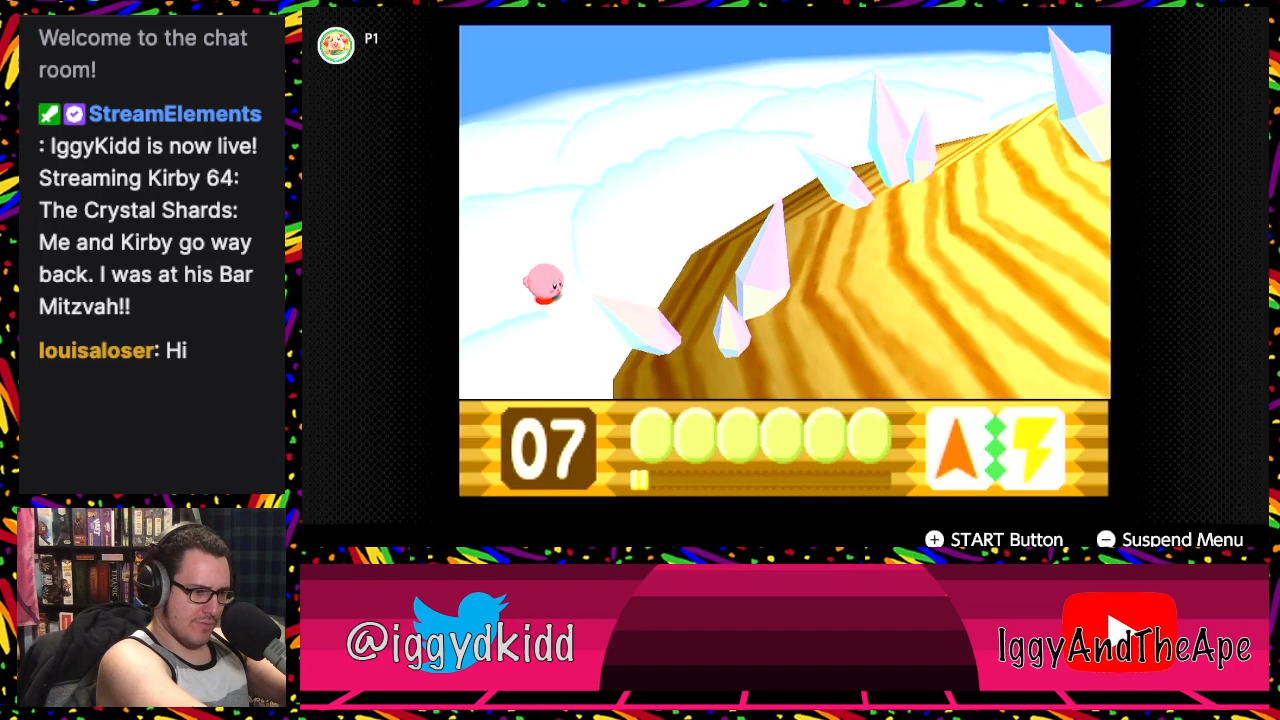 Welcome to the chat
room!
StreamElements
: IggyKidd is now live!
Streaming Kirby 64:
The Crystal Shards:
Me and Kirby go way
back. I was at his Bar
Mitzvah!!
louisaloser: Hi
P1
07
START Button
Suspend Menu
TITANIC
@iggydkidd
IggyAndTheApe